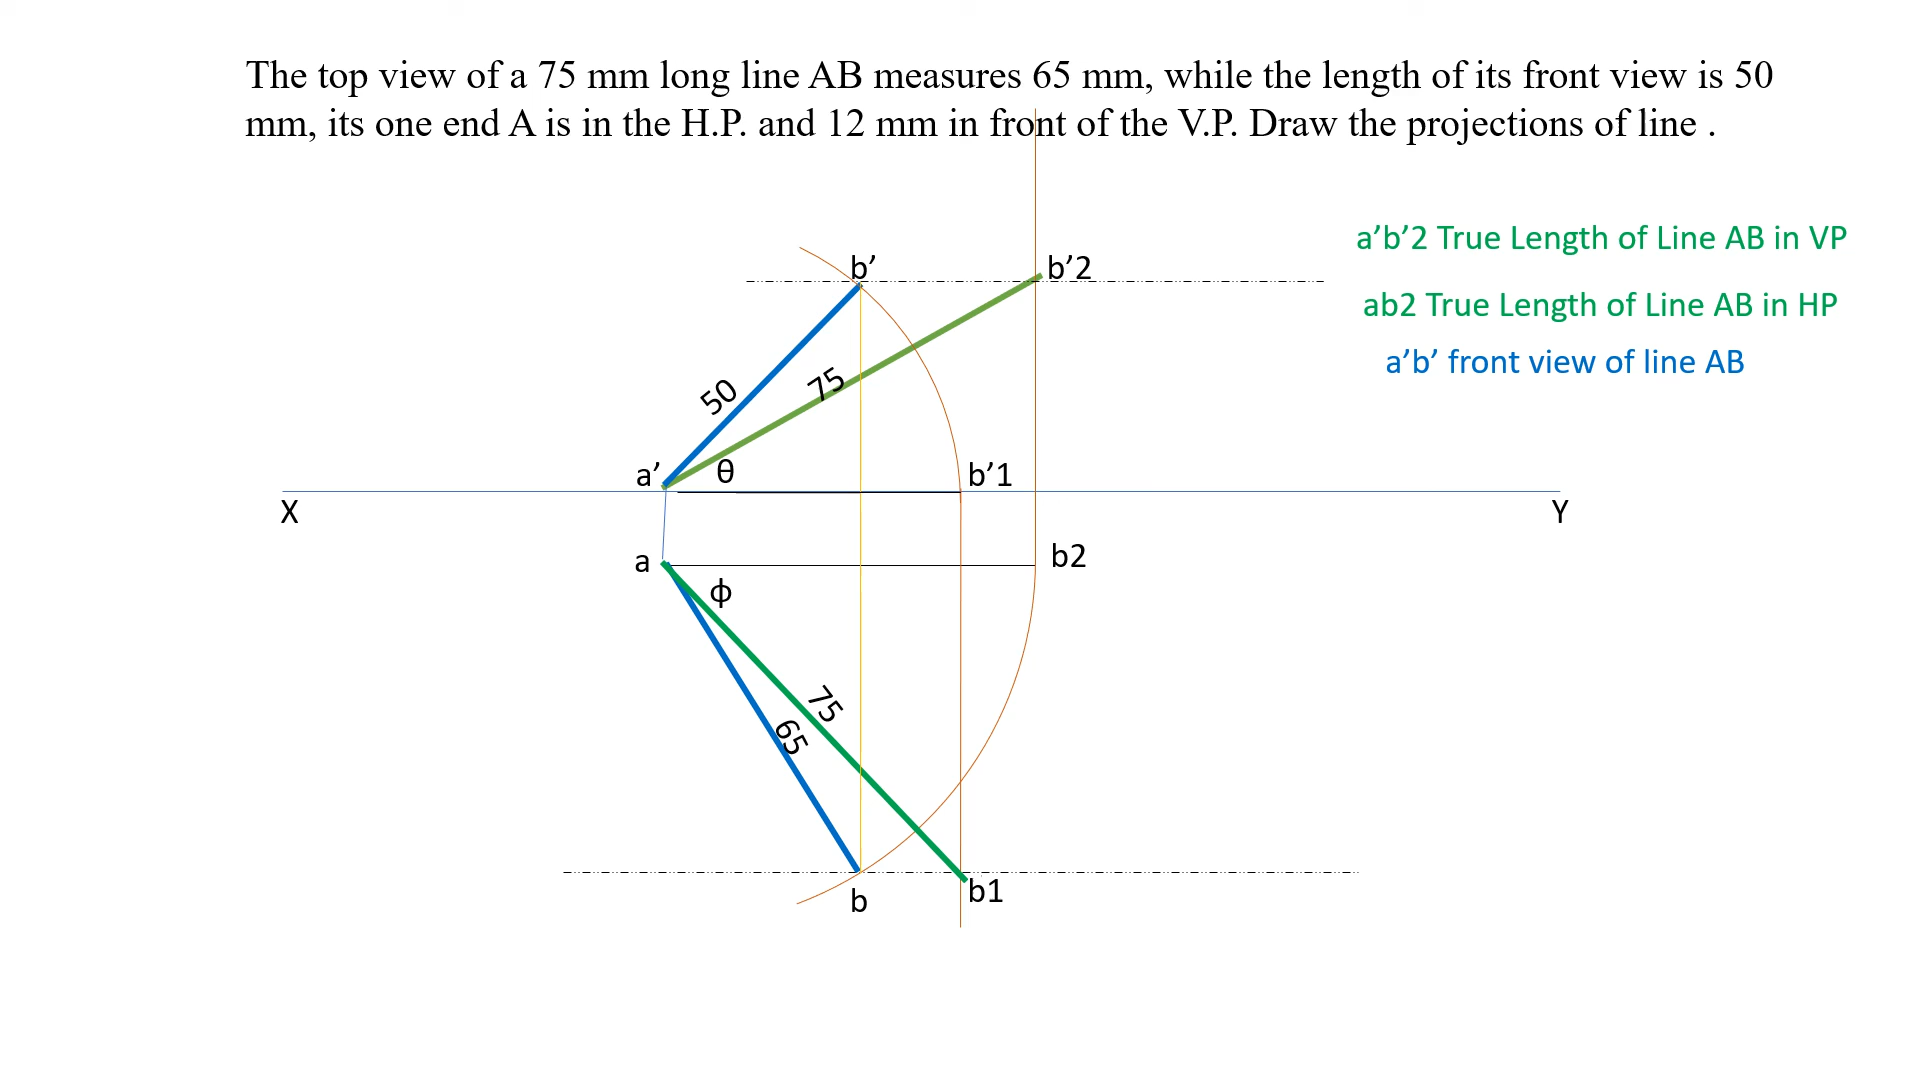 The top view of a 75 mm long line AB measures 65 mm, while the length of its front view is 50
mm, its one end A is in the H.P. and 12 mm in front of the V.P. Draw the projections of line .
a’b’2 True Length of Line AB in VP
b’
b’2
ab2 True Length of Line AB in HP
a’b’ front view of line AB
50
75
a’
θ
b’1
X
Y
a
b2
ϕ
75
65
b
b1